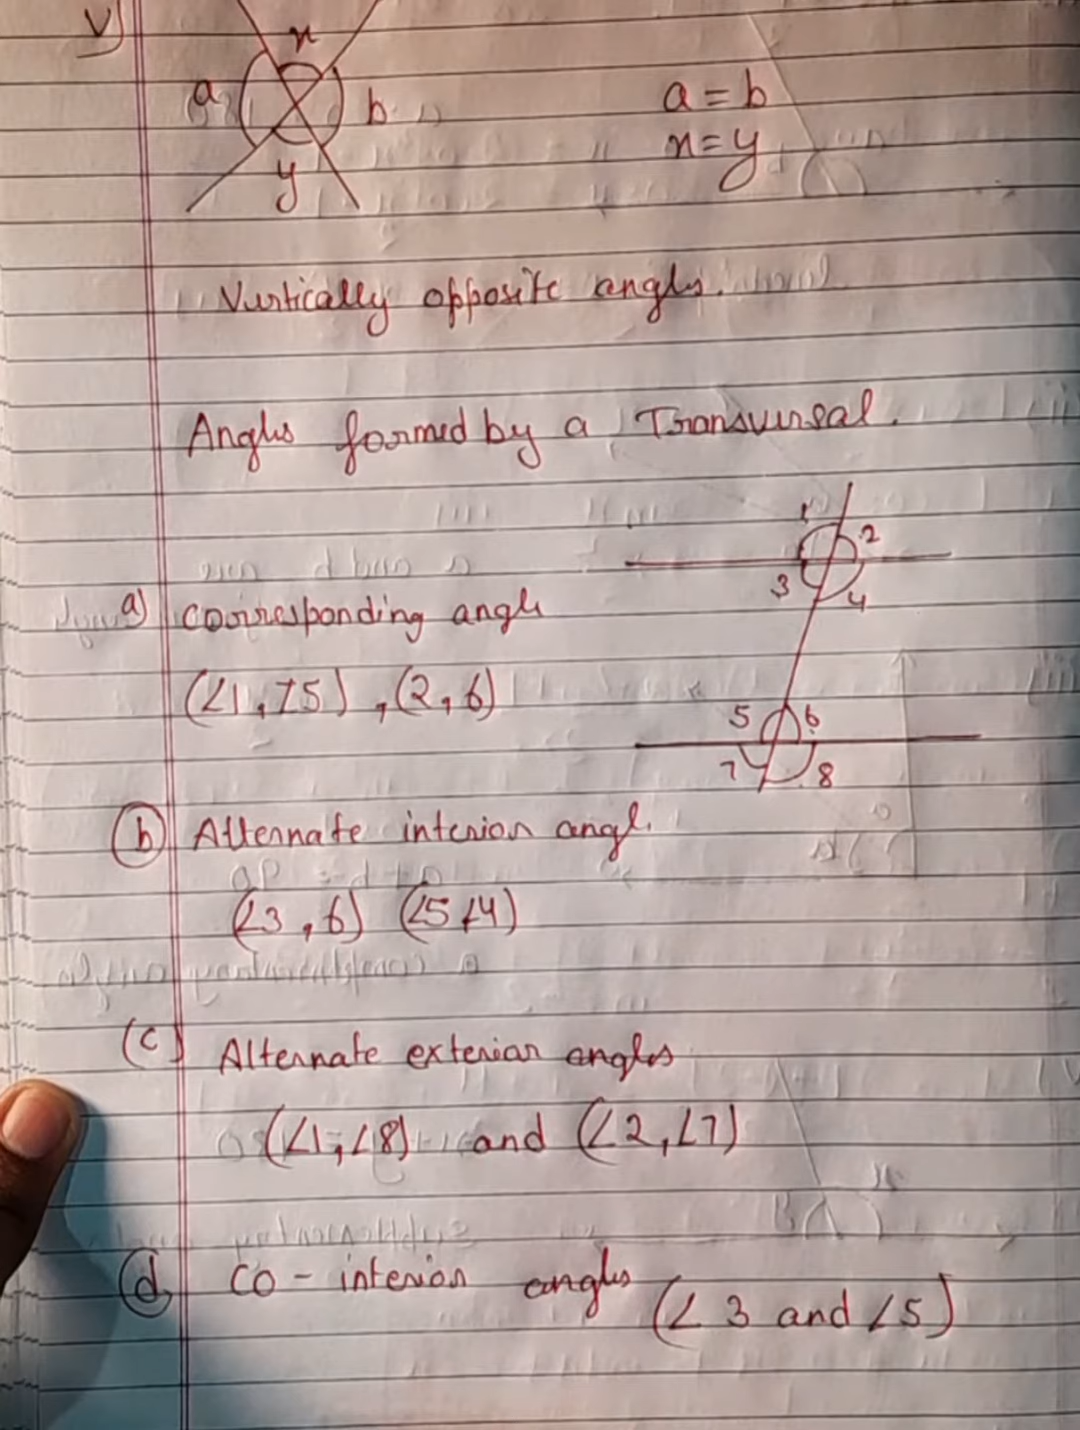 v)
x
a b
y
a = b
x = y
Vertically opposite angles.
Angles formed by a Transversal.
1 2
3 4
a) Corresponding angle
(∠1, ∠5), (2, 6)
5 6
7 8
(b) Alternate interior angl.
(∠3, 6) (∠5 ∠4)
(c) Alternate exterior angles
(∠1, ∠8) and (∠2, ∠7)
(d) CO - interior angles (∠3 and ∠5)